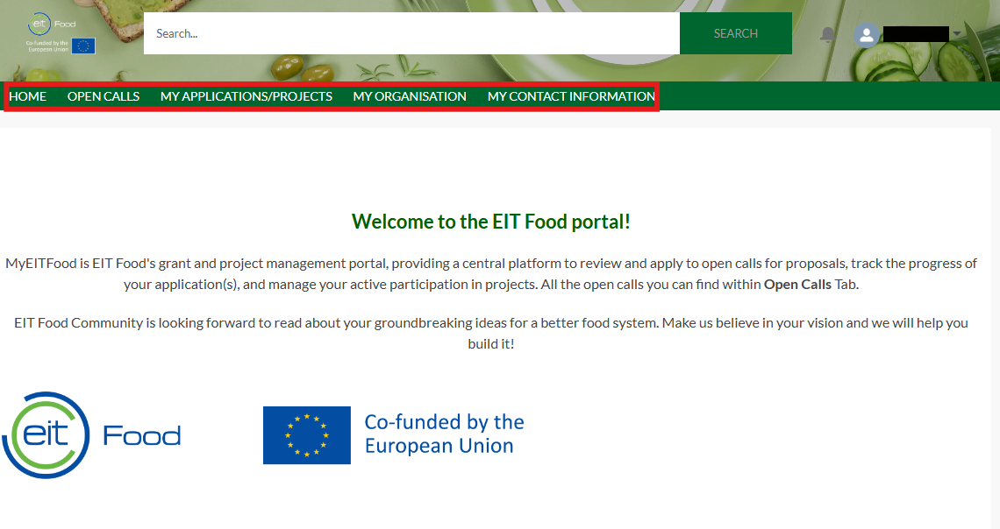 eit Food
Co-funded by the
European Union
Search...
SEARCH
HOME OPEN CALLS MY APPLICATIONS/PROJECTS MY ORGANISATION MY CONTACT INFORMATION
Welcome to the EIT Food portal!
MyEITFood is EIT Food's grant and project management portal, providing a central platform to review and apply to open calls for proposals, track the progress of
your application(s), and manage your active participation in projects. All the open calls you can find within Open Calls Tab.
EIT Food Community is looking forward to read about your groundbreaking ideas for a better food system. Make us believe in your vision and we will help you
build it!
eit Food
Co-funded by the
European Union